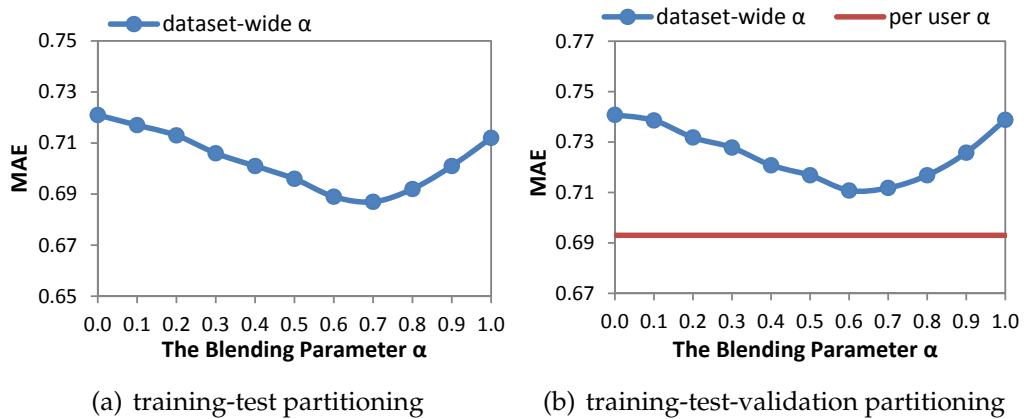 dataset-wide α
0.75
0.73
0.71
0.69
0.67
0.65
MAE
0.0 0.1 0.2 0.3 0.4 0.5 0.6 0.7 0.8 0.9 1.0
The Blending Parameter α
(a) training-test partitioning
dataset-wide α per user α
0.77
0.75
0.73
0.71
0.69
0.67
MAE
0.0 0.1 0.2 0.3 0.4 0.5 0.6 0.7 0.8 0.9 1.0
The Blending Parameter α
(b) training-test-validation partitioning